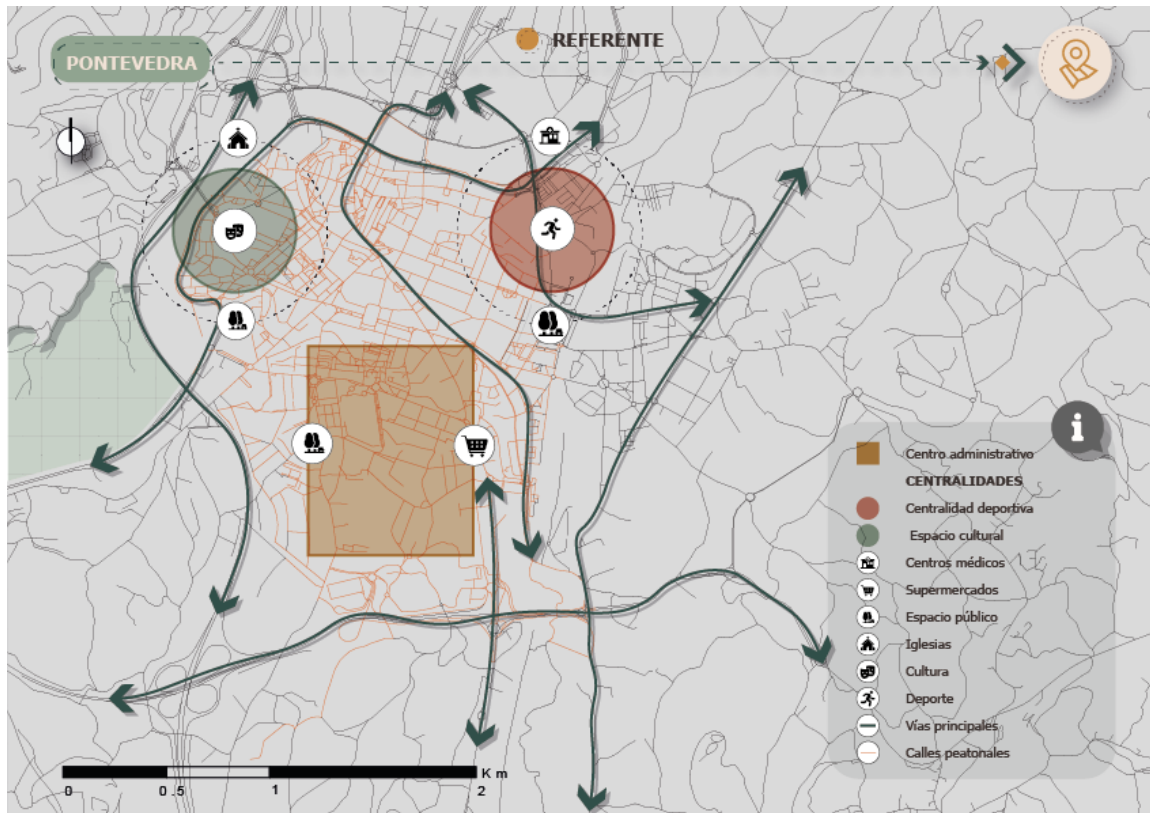 REFERENTE
PONTEVEDRA
i
Centro administrativo
CENTRALIDADES
Centralidad deportiva
Espacio cultural
Centros médicos
Supermercados
Espacio público
Iglesias
Cultura
Deporte
Vías principales
Calles peatonales
Km
0 0.5 1 2